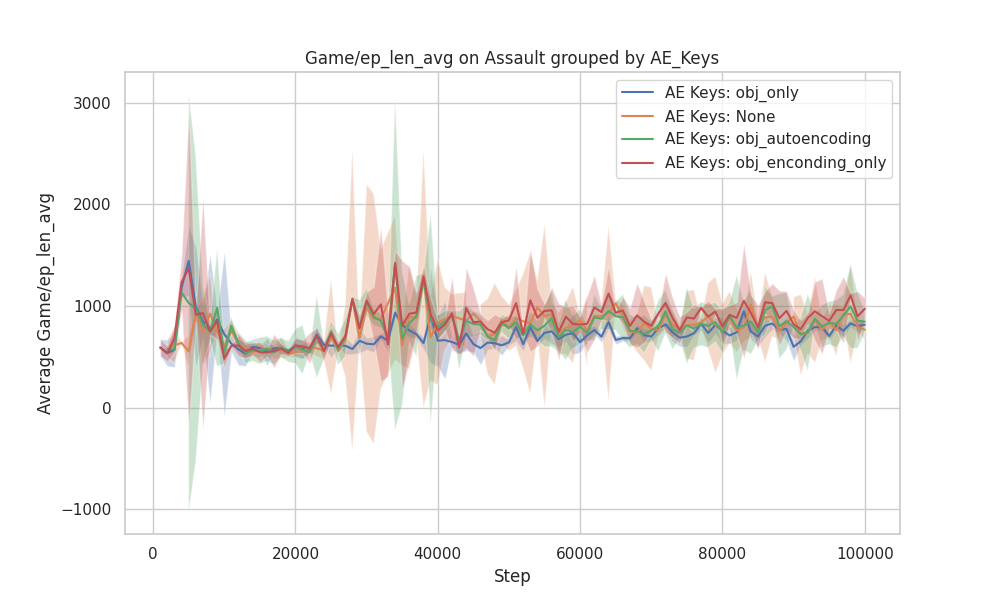 Game/ep_len_avg on Assault grouped by AE_Keys
AE Keys: obj_only
AE Keys: None
AE Keys: obj_autoencoding
AE Keys: obj_enconding_only
Average Game/ep_len_avg
3000
2000
1000
0
−1000
0
20000
40000
60000
80000
100000
Step